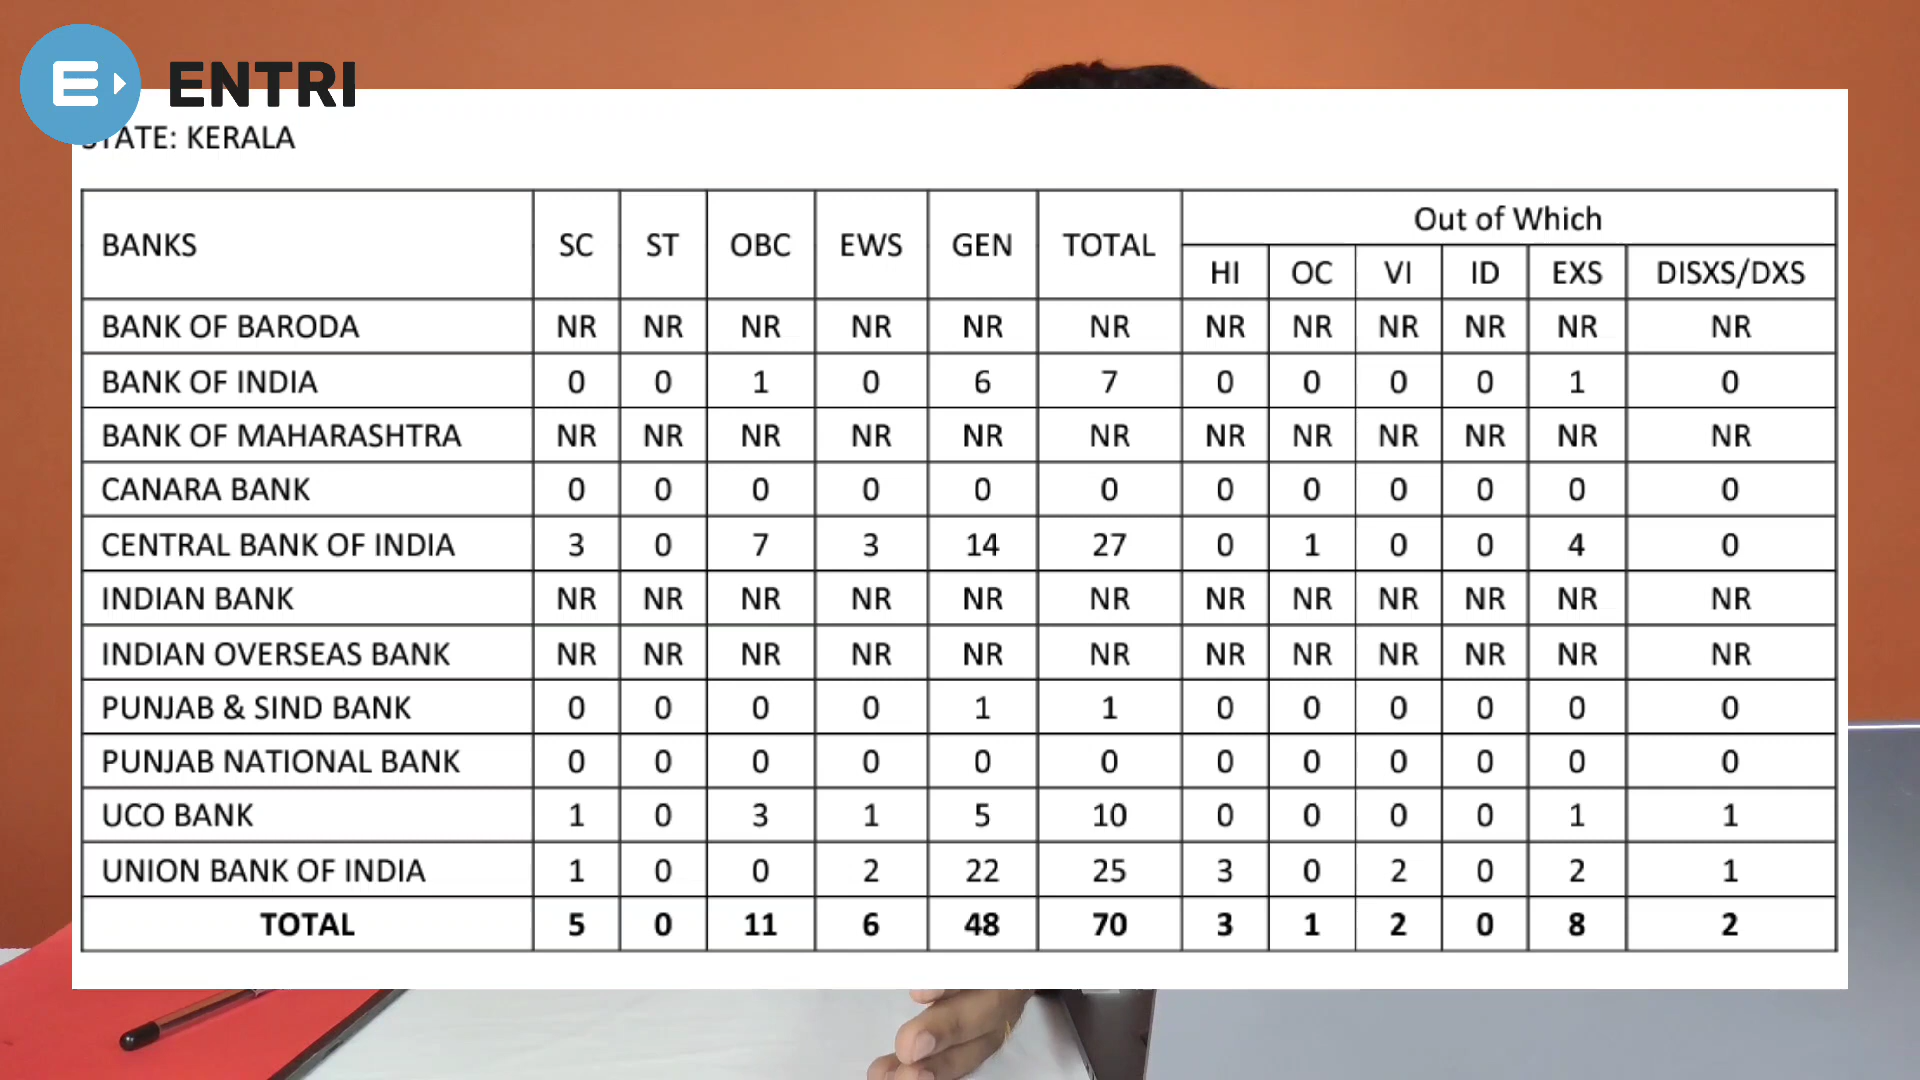 ENTRI
STATE: KERALA
BANKS SC ST OBC EWS GEN TOTAL Out of Which
HI OC VI ID EXS DISXS/DXS
BANK OF BARODA NR NR NR NR NR NR NR NR NR NR NR NR
BANK OF INDIA 0 0 1 0 6 7 0 0 0 0 1 0
BANK OF MAHARASHTRA NR NR NR NR NR NR NR NR NR NR NR NR
CANARA BANK 0 0 0 0 0 0 0 0 0 0 0 0
CENTRAL BANK OF INDIA 3 0 7 3 14 27 0 1 0 0 4 0
INDIAN BANK NR NR NR NR NR NR NR NR NR NR NR NR
INDIAN OVERSEAS BANK NR NR NR NR NR NR NR NR NR NR NR NR
PUNJAB & SIND BANK 0 0 0 0 1 1 0 0 0 0 0 0
PUNJAB NATIONAL BANK 0 0 0 0 0 0 0 0 0 0 0 0
UCO BANK 1 0 3 1 5 10 0 0 0 0 1 1
UNION BANK OF INDIA 1 0 0 2 22 25 3 0 2 0 2 1
TOTAL 5 0 11 6 48 70 3 1 2 0 8 2